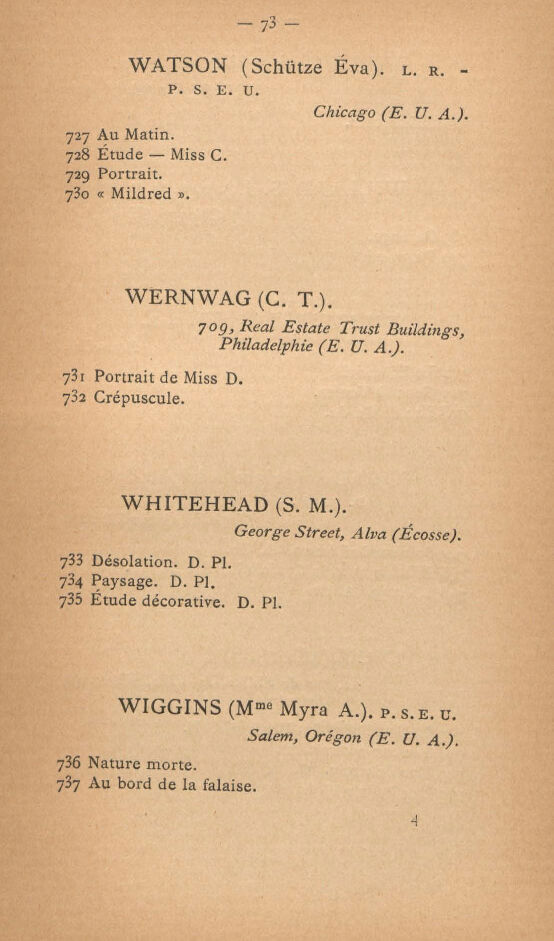 — 73 —
WATSON (Schütze Éva). L. R. -
P. S. E. U.
Chicago (E. U. A.).
727 Au Matin.
728 Étude — Miss C.
729 Portrait.
730 « Mildred ».
WERNWAG (C. T.).
709, Real Estate Trust Buildings,
Philadelphie (E. U. A.).
731 Portrait de Miss D.
732 Crépuscule.
WHITEHEAD (S. M.).
George Street, Alva (Écosse).
733 Désolation. D. Pl.
734 Paysage. D. Pl.
735 Étude décorative. D. Pl.
WIGGINS (Mme Myra A.). P. S. E. U.
Salem, Orégon (E. U. A.).
736 Nature morte.
737 Au bord de la falaise.
4